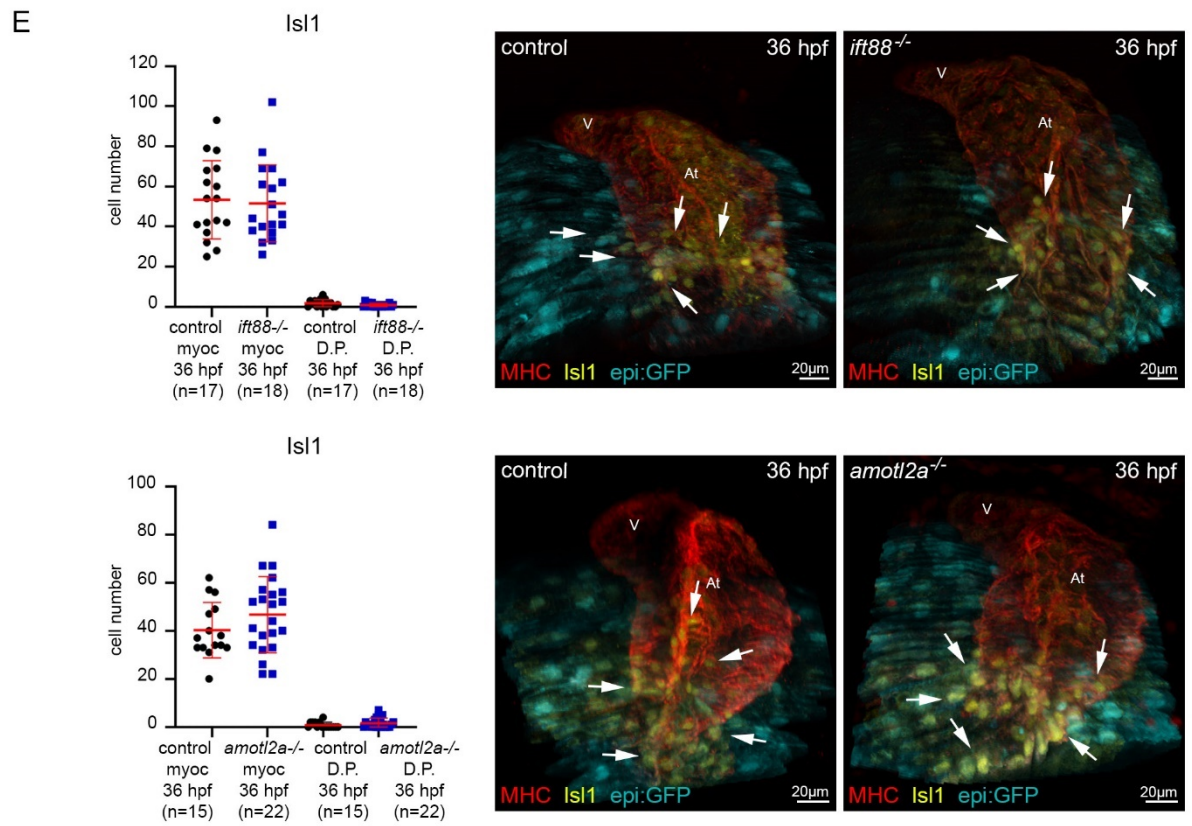 E
Isl1
120
100
80
60
40
20
0
cell number
control ift88-/- control ift88-/-
myoc myoc D.P. D.P.
36 hpf 36 hpf 36 hpf 36 hpf
(n=17) (n=18) (n=17) (n=18)
control 36 hpf
V
At
MHC Isl1 epi:GFP 20µm
ift88-/- 36 hpf
V
At
MHC Isl1 epi:GFP 20µm
Isl1
100
80
60
40
20
0
cell number
control amotl2a-/- control amotl2a-/-
myoc myoc D.P. D.P.
36 hpf 36 hpf 36 hpf 36 hpf
(n=15) (n=22) (n=15) (n=22)
control 36 hpf
V
At
MHC Isl1 epi:GFP 20µm
amotl2a-/- 36 hpf
V
At
MHC Isl1 epi:GFP 20µm